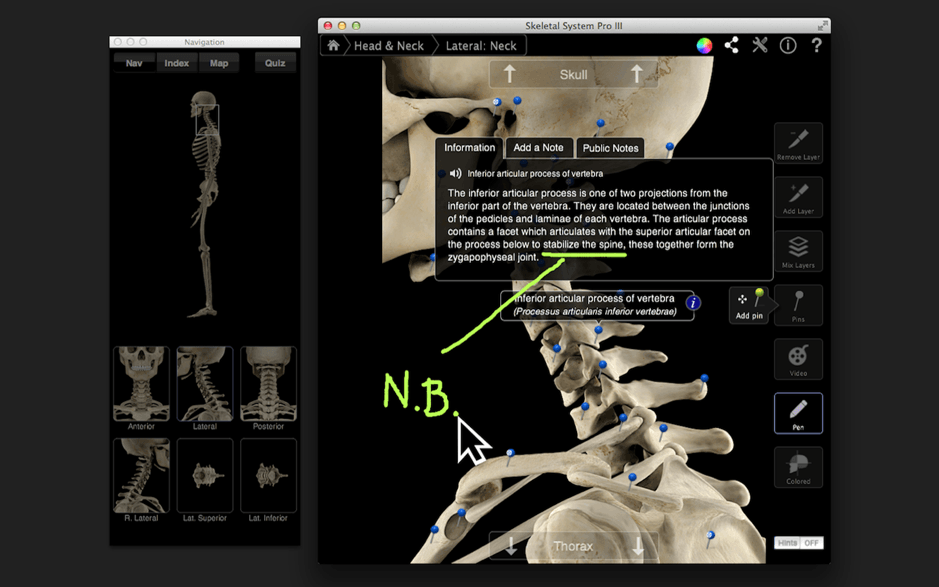 Navigation
Nav Index Map Quiz
Anterior Lateral Posterior
R. Lateral Lat. Superior Lat. Inferior
Skeletal System Pro III
Head & Neck Lateral: Neck
?
Skull
Information Add a Note Public Notes
Inferior articular process of vertebra
The inferior articular process is one of two projections from the
inferior part of the vertebra. They are located between the junctions
of the pedicles and laminae of each vertebra. The articular process
contains a facet which articulates with the superior articular facet on
the process below to stabilize the spine, these together form the
zygapophyseal joint.
Inferior articular process of vertebra
(Processus articularis inferior vertebrae)
i
Add pin
N.B.
Thorax
Remove Layer
Add Layer
Mix Layers
Pins
Video
Pen
Colored
Hints OFF